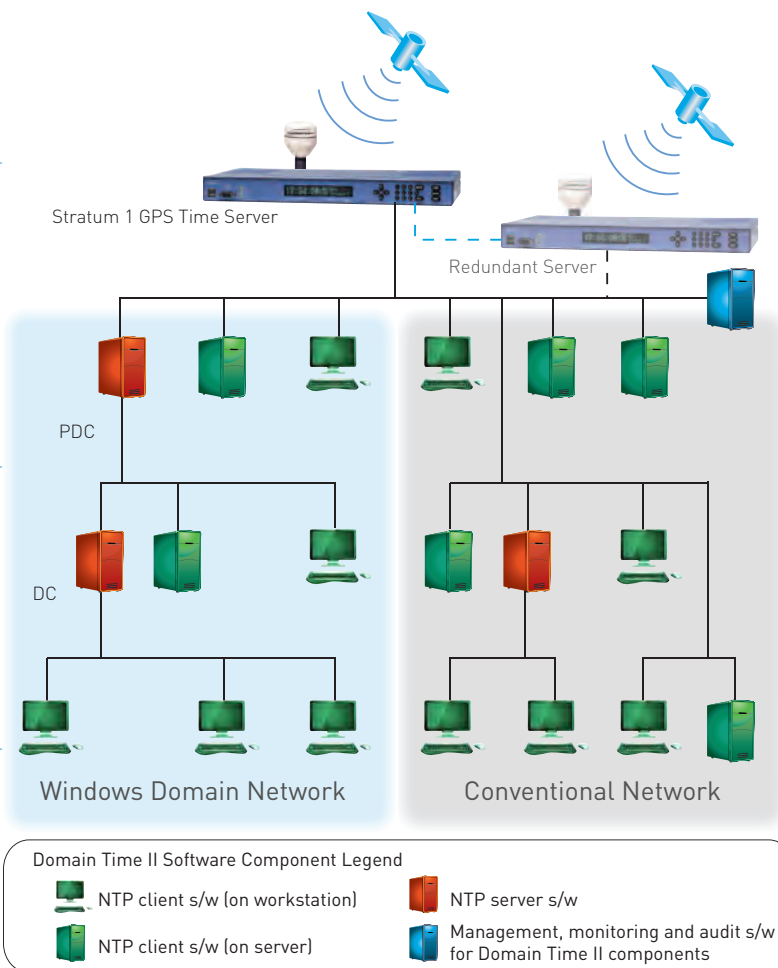 Stratum 1 GPS Time Server
Redundant Server
PDC
DC
Windows Domain Network
Conventional Network
Domain Time II Software Component Legend
NTP client s/w (on workstation)
NTP server s/w
NTP client s/w (on server)
Management, monitoring and audit s/w
for Domain Time II components